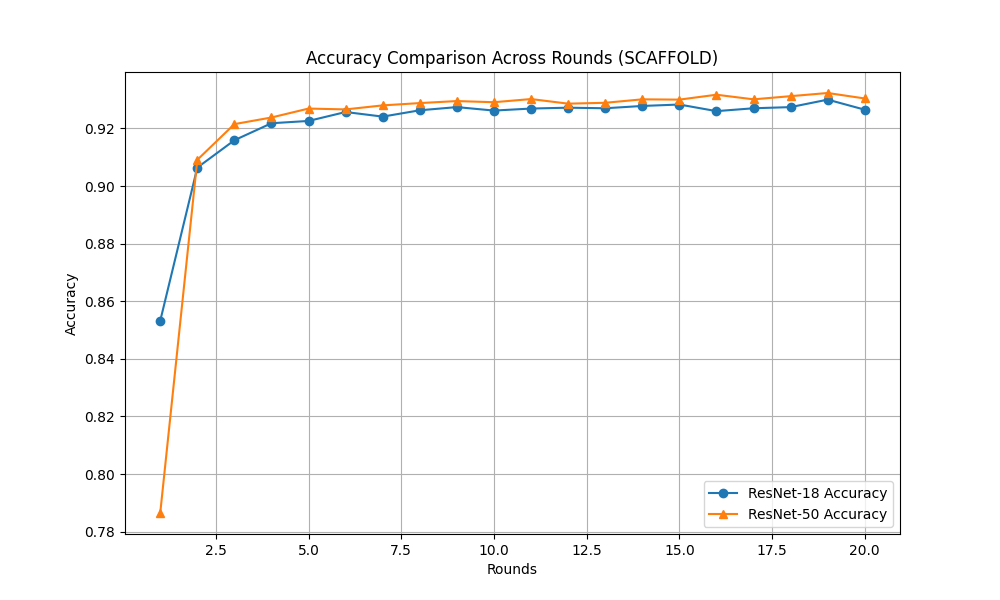 Accuracy Comparison Across Rounds (SCAFFOLD)
Accuracy
0.92
0.90
0.88
0.86
0.84
0.82
0.80
0.78
2.5 5.0 7.5 10.0 12.5 15.0 17.5 20.0
Rounds
ResNet-18 Accuracy
ResNet-50 Accuracy